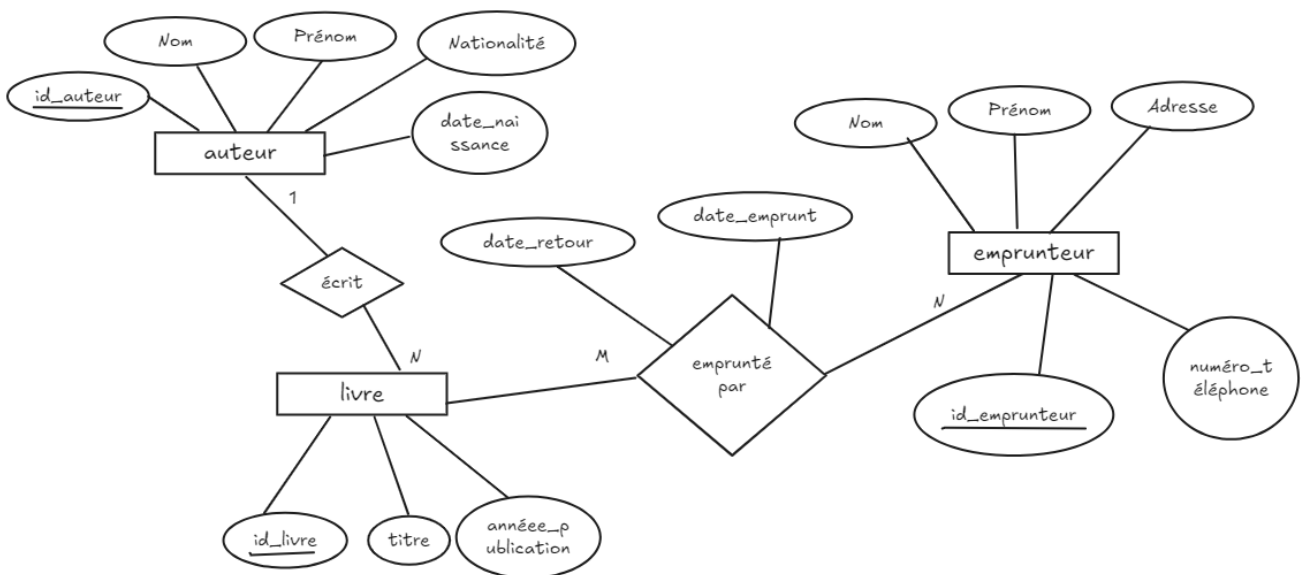 Nom
Prénom
Nationalité
id_auteur
date_nai
ssance
auteur
1
écrit
N
livre
id_livre
titre
annéee_p
ublication
date_retour
date_emprunt
M
emprunté
par
N
Nom
Prénom
Adresse
emprunteur
id_emprunteur
numéro_t
éléphone